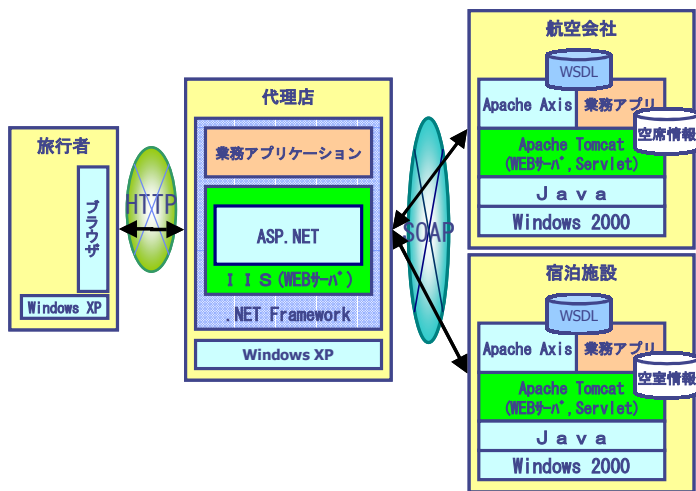 旅行者
ブラウザ
Windows XP
HTTP
代理店
業務アプリケーション
ASP.NET
ＩＩＳ(WEBｻｰﾊﾞ)
.NET Framework
Windows XP
SOAP
航空会社
WSDL
Apache Axis
業務アプリ
空席情報
Apache Tomcat
(WEBｻｰﾊﾞ,Servlet)
Ｊａｖａ
Windows 2000
宿泊施設
WSDL
Apache Axis
業務アプリ
空室情報
Apache Tomcat
(WEBｻｰﾊﾞ,Servlet)
Ｊａｖａ
Windows 2000